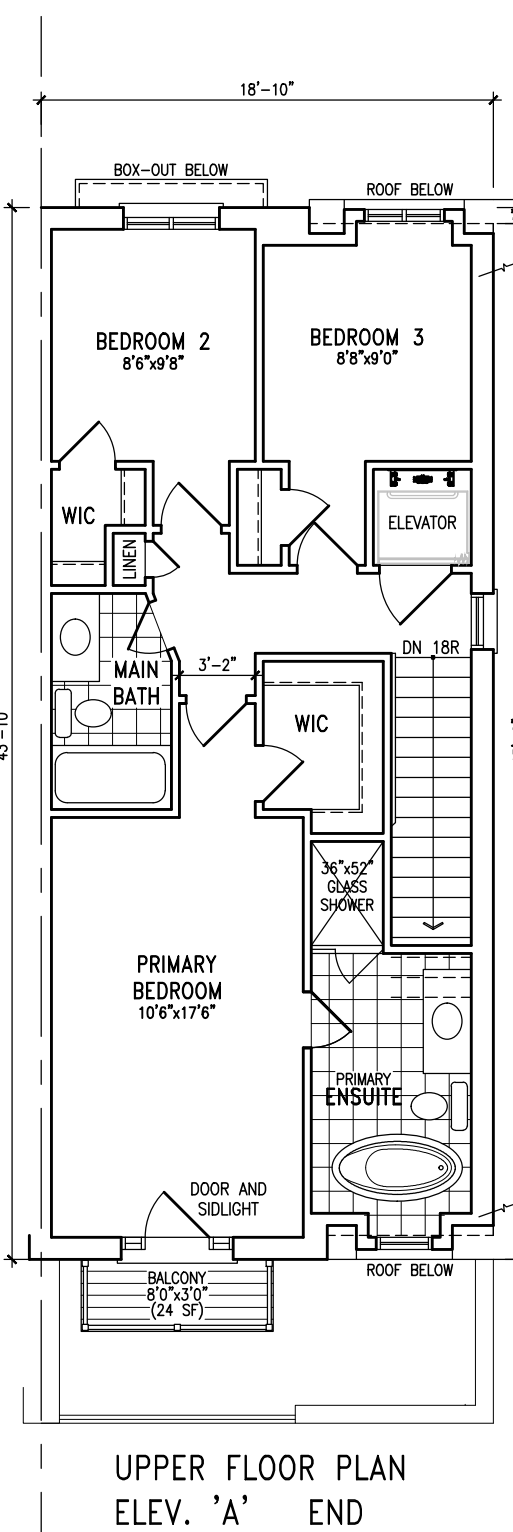 18'-10"
BOX-OUT BELOW
ROOF BELOW
BEDROOM 2
8'6"x9'8"
BEDROOM 3
8'8"x9'0"
WIC
LINEN
ELEVATOR
DN 18R
MAIN
BATH
3'-2"
WIC
43'-10
36"x52"
GLASS
SHOWER
PRIMARY
BEDROOM
10'6"x17'6"
PRIMARY
ENSUITE
DOOR AND
SIDLIGHT
BALCONY
8'0"x3'0"
(24 SF)
ROOF BELOW
UPPER FLOOR PLAN
ELEV. 'A' END